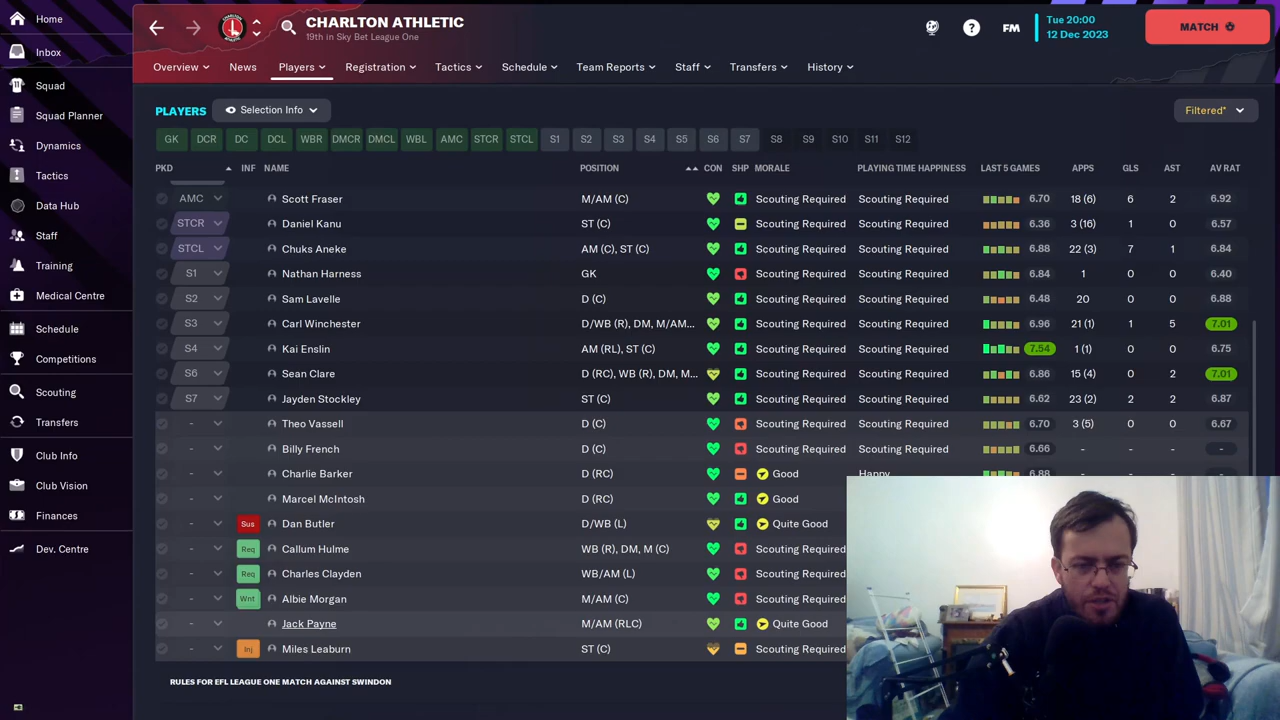 Home
Inbox
Squad
Squad Planner
Dynamics
Tactics
Data Hub
Staff
Training
Medical Centre
Schedule
Competitions
Scouting
Transfers
Club Info
Club Vision
Finances
Dev. Centre
CHARLTON ATHLETIC
19th in Sky Bet League One
? FM
Tue 20:00
12 Dec 2023
MATCH
Overview News Players Registration Tactics Schedule Team Reports Staff Transfers History
PLAYERS Selection Info Filtered*
GK DCR DC DCL WBR DMCR DMCL WBL AMC STCR STCL S1 S2 S3 S4 S5 S6 S7 S8 S9 S10 S11 S12
PKD INF NAME POSITION CON SHP MORALE PLAYING TIME HAPPINESS LAST 5 GAMES APPS GLS AST AV RAT
AMC Scott Fraser M/AM (C) Scouting Required Scouting Required 6.70 18 (6) 6 2 6.92
STCR Daniel Kanu ST (C) Scouting Required Scouting Required 6.36 3 (16) 1 0 6.57
STCL Chuks Aneke AM (C), ST (C) Scouting Required Scouting Required 6.88 22 (3) 7 1 6.84
S1 Nathan Harness GK Scouting Required Scouting Required 6.84 1 0 0 6.40
S2 Sam Lavelle D (C) Scouting Required Scouting Required 6.48 20 0 0 6.88
S3 Carl Winchester D/WB (R), DM, M/AM... Scouting Required Scouting Required 6.96 21 (1) 1 5 7.01
S4 Kai Enslin AM (RL), ST (C) Scouting Required Scouting Required 7.54 1 (1) 0 0 6.75
S6 Sean Clare D (RC), WB (R), DM, M... Scouting Required Scouting Required 6.86 15 (4) 0 2 7.01
S7 Jayden Stockley ST (C) Scouting Required Scouting Required 6.62 23 (2) 2 2 6.87
- Theo Vassell D (C) Scouting Required Scouting Required 6.70 3 (5) 0 0 6.67
- Billy French D (C) Scouting Required Scouting Required 6.66 - - - -
- Charlie Barker D (RC) Good Happy 6.88 - - - -
- Marcel McIntosh D (RC) Good
- Sus Dan Butler D/WB (L) Quite Good
- Req Callum Hulme WB (R), DM, M (C) Scouting Required
- Req Charles Clayden WB/AM (L) Scouting Required
- Wnt Albie Morgan M/AM (C) Scouting Required
- Jack Payne M/AM (RLC) Quite Good
- Inj Miles Leaburn ST (C) Scouting Required
RULES FOR EFL LEAGUE ONE MATCH AGAINST SWINDON